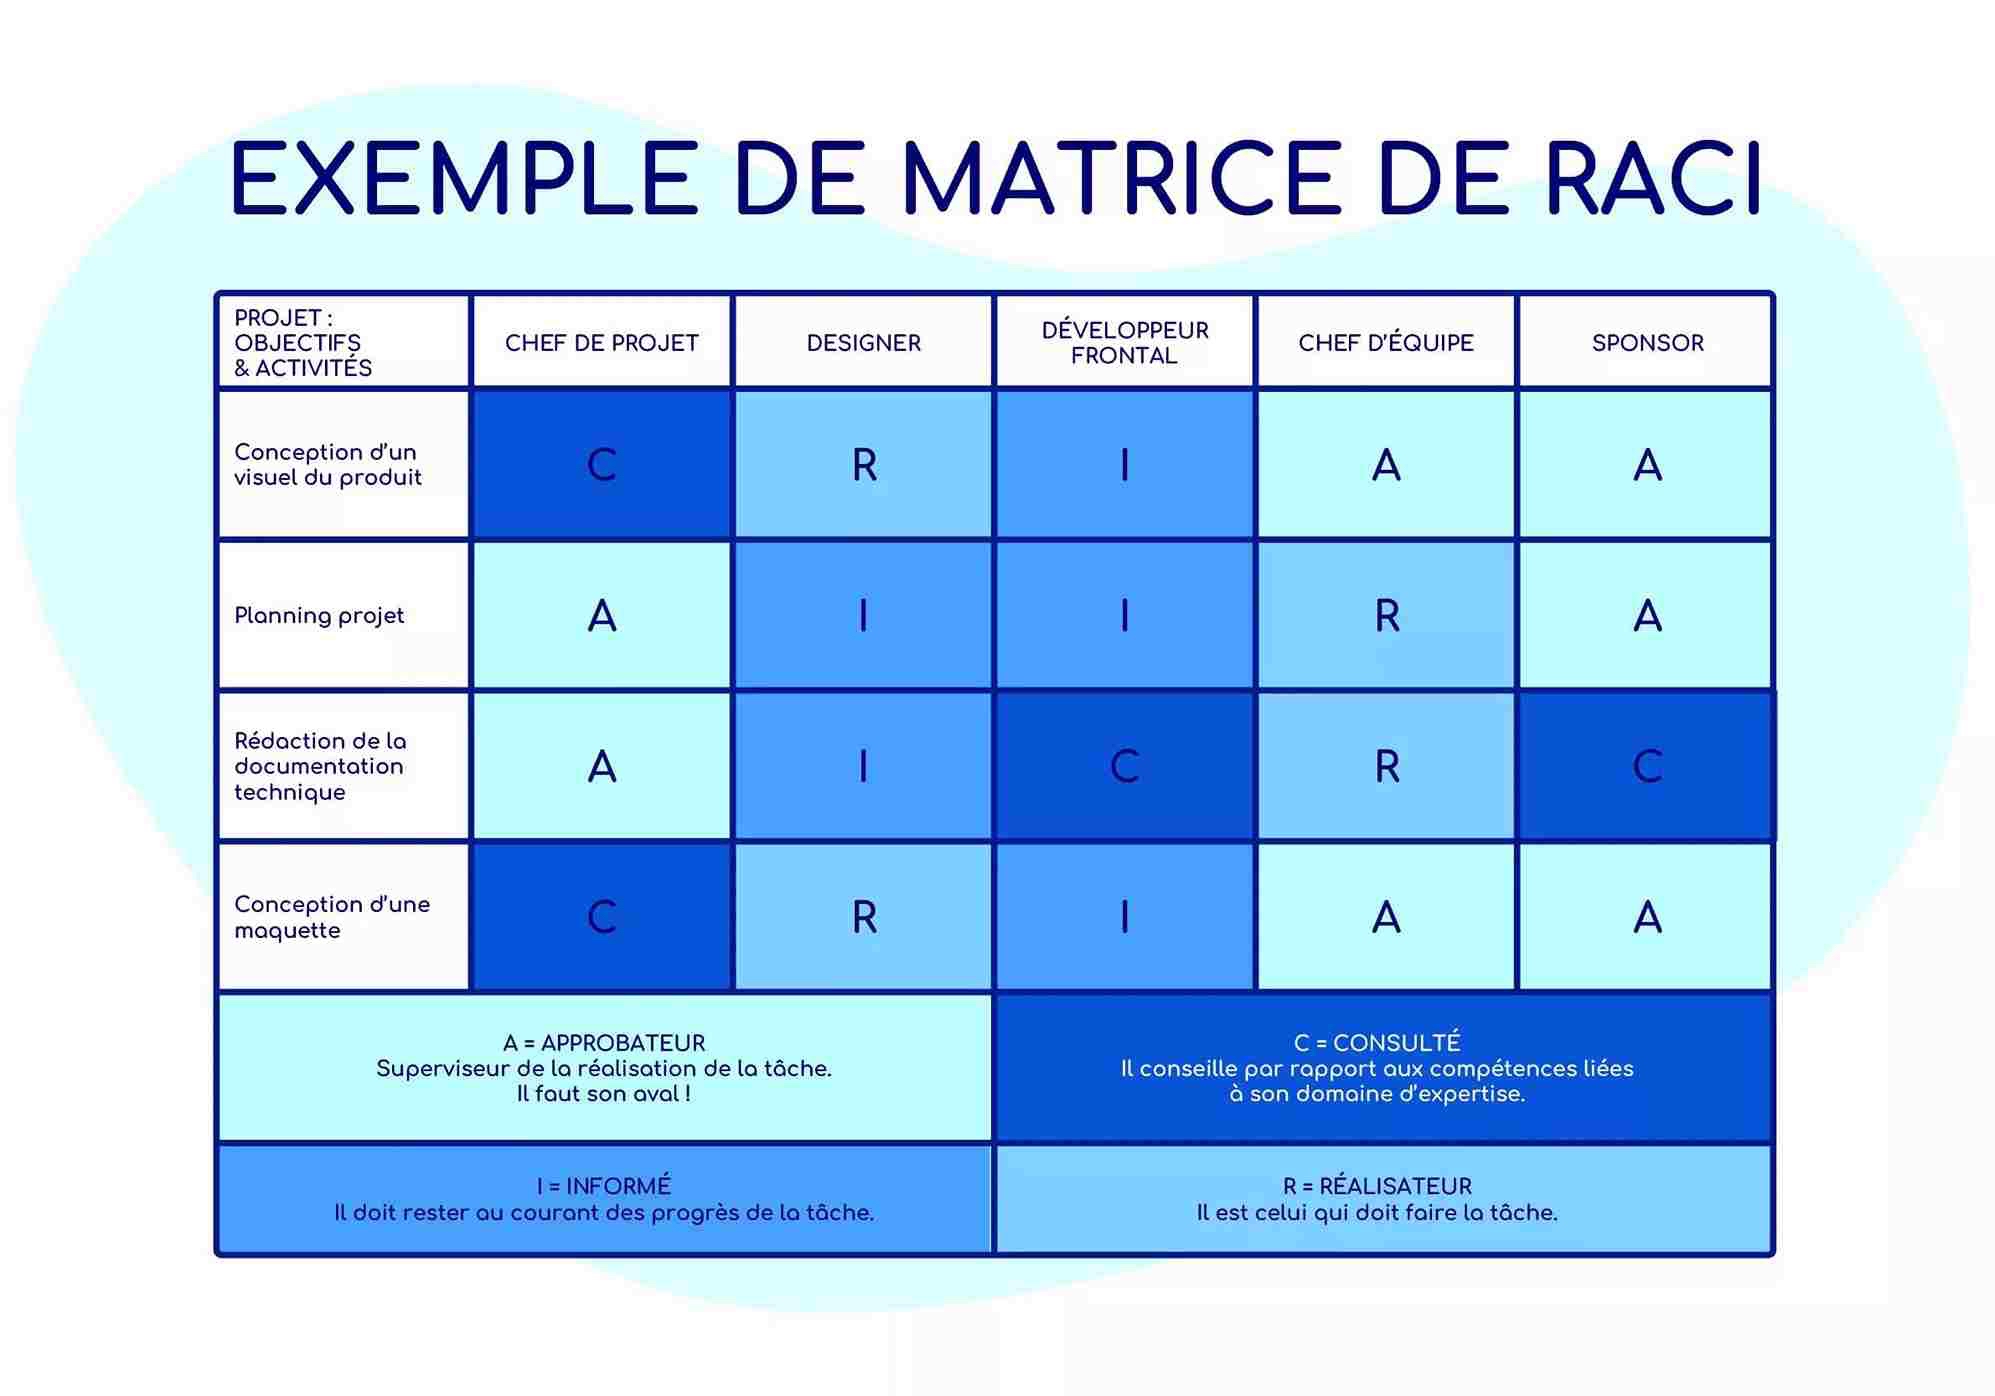 EXEMPLE DE MATRICE DE RACI
PROJET :
OBJECTIFS
& ACTIVITÉS
CHEF DE PROJET
DESIGNER
DÉVELOPPEUR
FRONTAL
CHEF D’ÉQUIPE
SPONSOR
Conception d’un
visuel du produit
C
R
I
A
A
Planning projet
A
I
I
R
A
Rédaction de la
documentation
technique
A
I
C
R
C
Conception d’une
maquette
C
R
I
A
A
A = APPROBATEUR
Superviseur de la réalisation de la tâche.
Il faut son aval !
C = CONSULTÉ
Il conseille par rapport aux compétences liées
à son domaine d’expertise.
I = INFORMÉ
Il doit rester au courant des progrès de la tâche.
R = RÉALISATEUR
Il est celui qui doit faire la tâche.